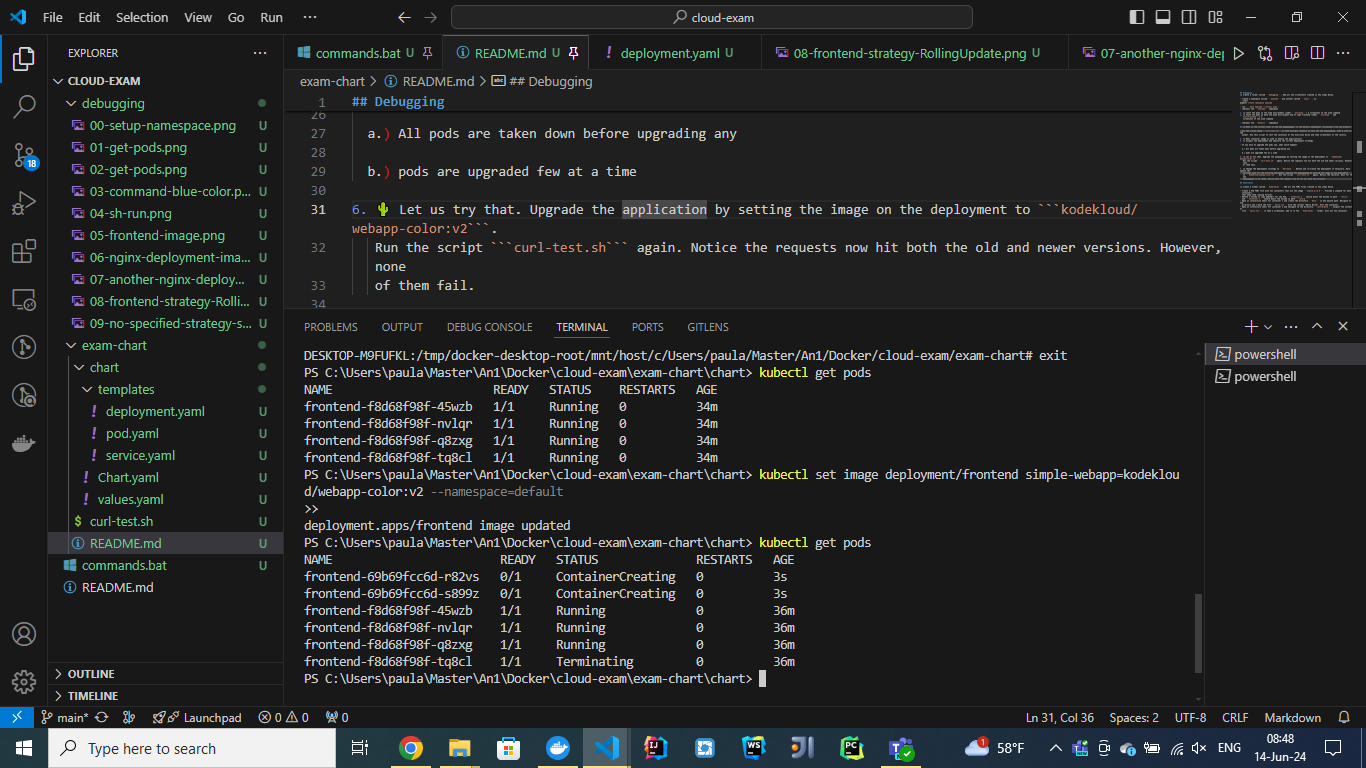 File Edit Selection View Go Run ··· cloud-exam
EXPLORER ···
CLOUD-EXAM
debugging
00-setup-namespace.png U
01-get-pods.png U
02-get-pods.png U
03-command-blue-color.p... U
04-sh-run.png U
05-frontend-image.png U
06-nginx-deployment-ima... U
07-another-nginx-deploy... U
08-frontend-strategy-Rolli... U
09-no-specified-strategy-s... U
exam-chart
chart
templates
deployment.yaml U
pod.yaml U
service.yaml U
Chart.yaml U
values.yaml U
curl-test.sh U
README.md U
commands.bat U
README.md
OUTLINE
TIMELINE
commands.bat U README.md U deployment.yaml U 08-frontend-strategy-RollingUpdate.png U 07-another-nginx-dep
exam-chart > README.md > ## Debugging
1 ## Debugging
26
27 a.) All pods are taken down before upgrading any
28
29 b.) pods are upgraded few at a time
30
31 6. 🌵 Let us try that. Upgrade the application by setting the image on the deployment to ```kodekloud/
webapp-color:v2```.
32 Run the script ```curl-test.sh``` again. Notice the requests now hit both the old and newer versions. However,
none
33 of them fail.
34
PROBLEMS OUTPUT DEBUG CONSOLE TERMINAL PORTS GITLENS
DESKTOP-M9FUFKL:/tmp/docker-desktop-root/mnt/host/c/Users/paula/Master/An1/Docker/cloud-exam/exam-chart# exit
PS C:\Users\paula\Master\An1\Docker\cloud-exam\exam-chart\chart> kubectl get pods
NAME READY STATUS RESTARTS AGE
frontend-f8d68f98f-45wzb 1/1 Running 0 34m
frontend-f8d68f98f-nvlqr 1/1 Running 0 34m
frontend-f8d68f98f-q8zxg 1/1 Running 0 34m
frontend-f8d68f98f-tq8cl 1/1 Running 0 34m
PS C:\Users\paula\Master\An1\Docker\cloud-exam\exam-chart\chart> kubectl set image deployment/frontend simple-webapp=kodeklou
d/webapp-color:v2 --namespace=default
>>
deployment.apps/frontend image updated
PS C:\Users\paula\Master\An1\Docker\cloud-exam\exam-chart\chart> kubectl get pods
NAME READY STATUS RESTARTS AGE
frontend-69b69fcc6d-r82vs 0/1 ContainerCreating 0 3s
frontend-69b69fcc6d-s899z 0/1 ContainerCreating 0 3s
frontend-f8d68f98f-45wzb 1/1 Running 0 36m
frontend-f8d68f98f-nvlqr 1/1 Running 0 36m
frontend-f8d68f98f-q8zxg 1/1 Running 0 36m
frontend-f8d68f98f-tq8cl 1/1 Terminating 0 36m
PS C:\Users\paula\Master\An1\Docker\cloud-exam\exam-chart\chart>
powershell
powershell
18
main* Launchpad 0 0 0 Ln 31, Col 36 Spaces: 2 UTF-8 CRLF Markdown
Type here to search 1 58°F ENG 08:48
14-Jun-24